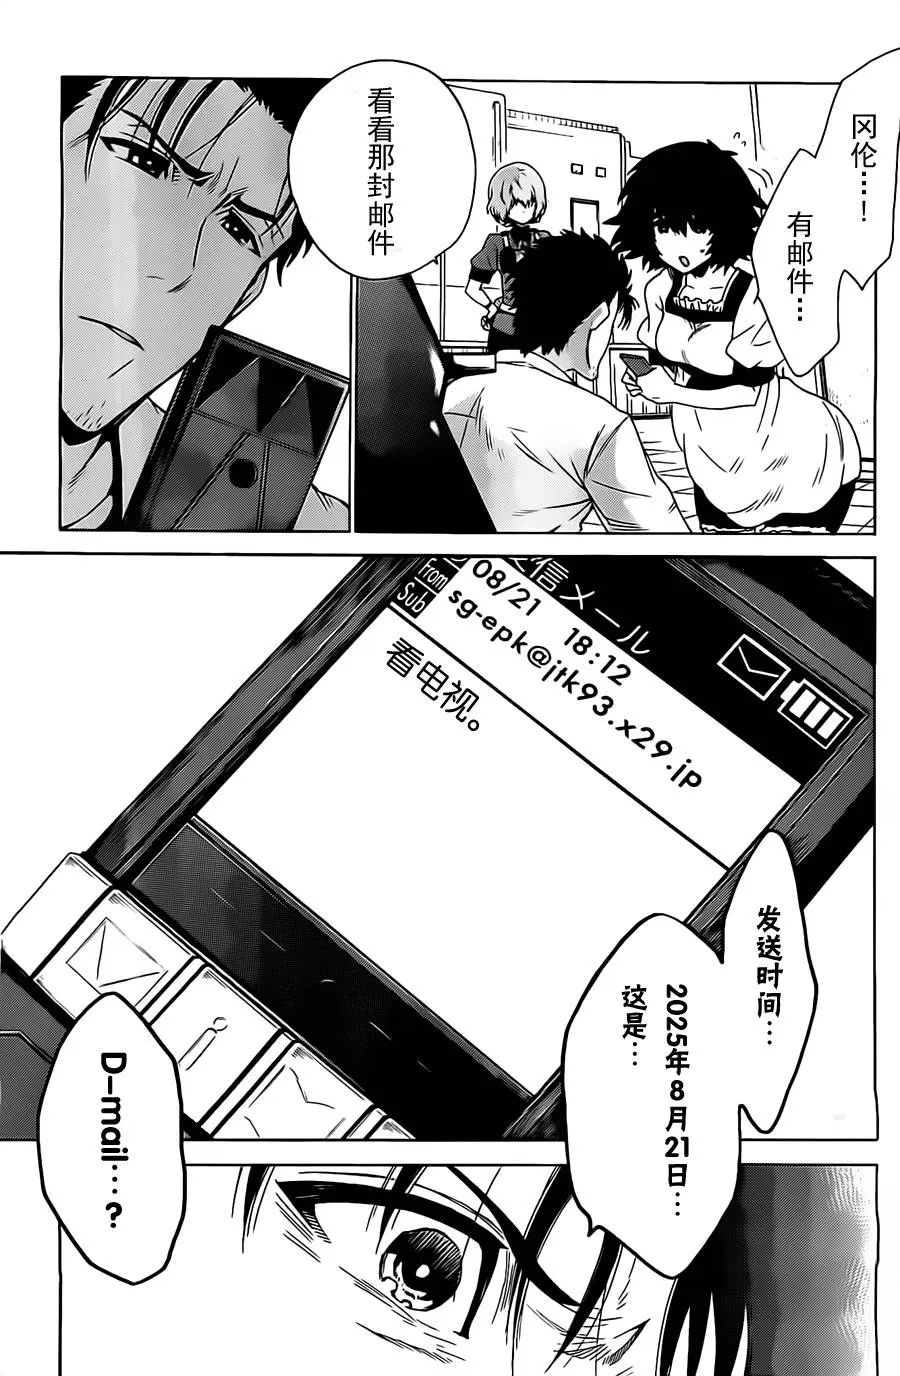 冈伦…!
有邮件…
看看那封邮件
受信メール
From
Sub
08/21 18:12
sg-epk@jtk93.x29.jp
看电视。
发送时间…
2025年8月21日…
这是…
D-mail…?